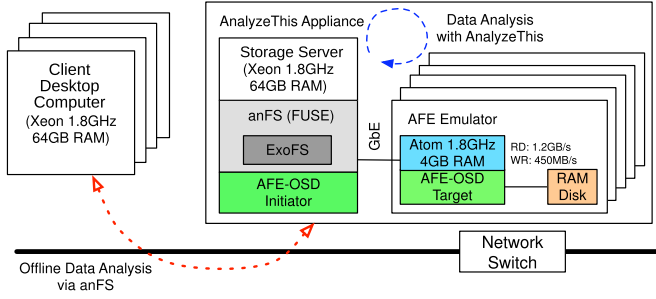 AnalyzeThis Appliance
Data Analysis
with AnalyzeThis
Client
Desktop
Computer
(Xeon 1.8GHz
64GB RAM)
Storage Server
(Xeon 1.8GHz
64GB RAM)
anFS (FUSE)
ExoFS
AFE-OSD
Initiator
GbE
AFE Emulator
Atom 1.8GHz
4GB RAM
AFE-OSD
Target
RD: 1.2GB/s
WR: 450MB/s
RAM
Disk
Network
Switch
Offline Data Analysis
via anFS